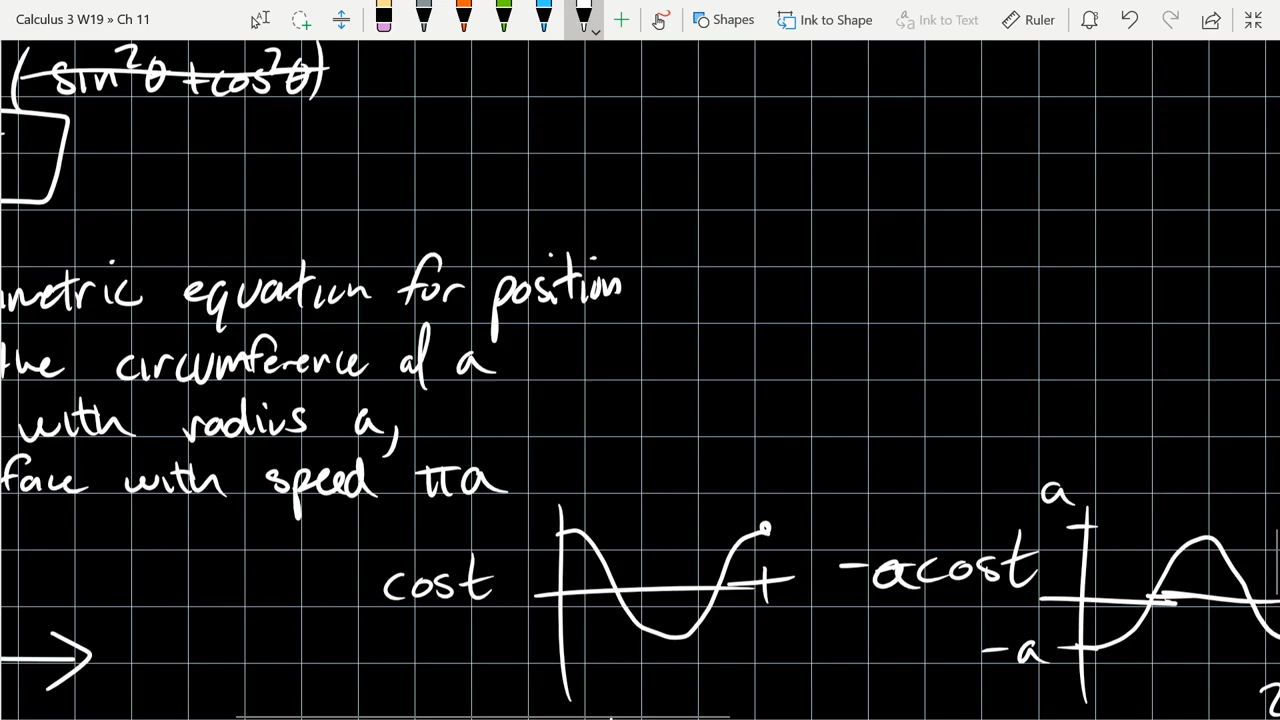 Calculus 3 W19 » Ch 11
Shapes
Ink to Shape
Ink to Text
Ruler
(sin²θ + cos²θ)
metric equation for position
the circumference of a
with radius a,
face with speed πa
cost
-acost
a
-a